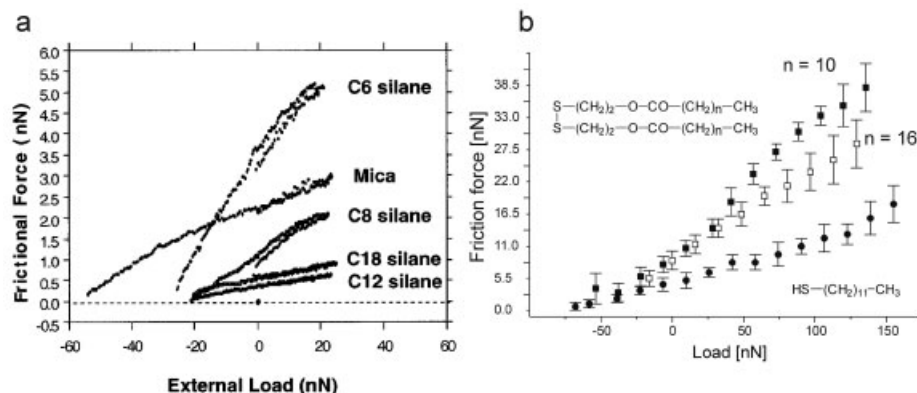 a
Frictional Force (nN)
6.0
5.5
5.0
4.5
4.0
3.5
3.0
2.5
2.0
1.5
1.0
0.5
0.0
-0.5
-60 -40 -20 0 20 40 60
External Load (nN)
C6 silane
Mica
C8 silane
C18 silane
C12 silane
b
Friction force [nN]
38.5
33.0
27.5
22.0
16.5
11.0
5.5
0.0
-50 0 50 100 150
Load [nN]
n = 10
n = 16
S—(CH₂)₂—O—CO—(CH₂)ₙ—CH₃
S—(CH₂)₂—O—CO—(CH₂)ₙ—CH₃
HS—(CH₂)₁₁—CH₃